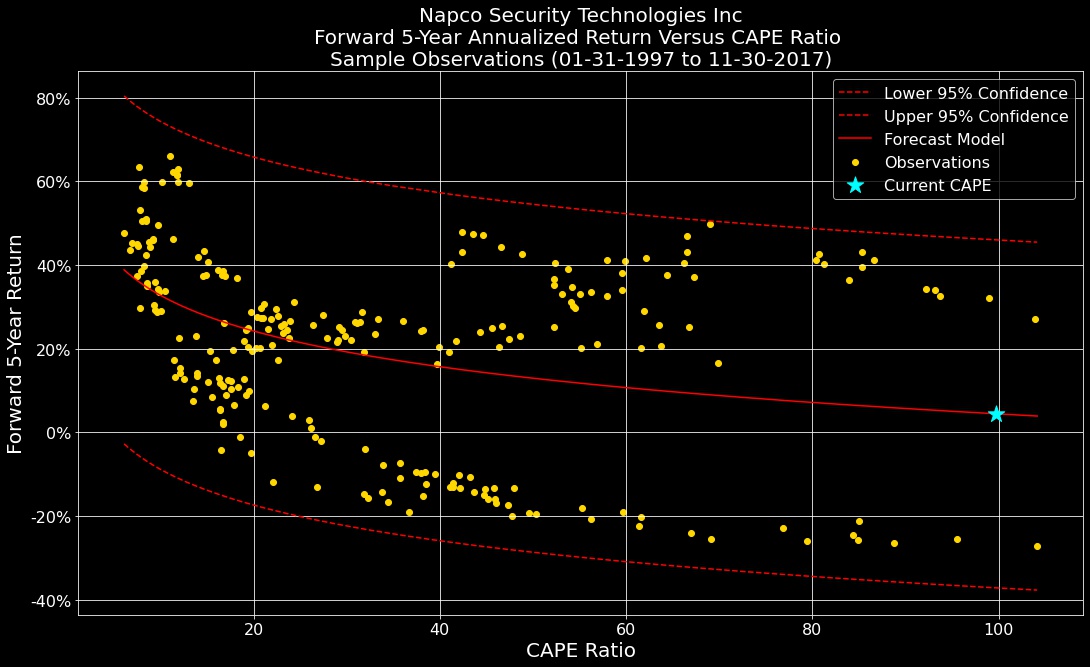 Napco Security Technologies Inc
Forward 5-Year Annualized Return Versus CAPE Ratio
Sample Observations (01-31-1997 to 11-30-2017)
Lower 95% Confidence
Upper 95% Confidence
Forecast Model
Observations
Current CAPE
Forward 5-Year Return
80%
60%
40%
20%
0%
-20%
-40%
20
40
60
80
100
CAPE Ratio